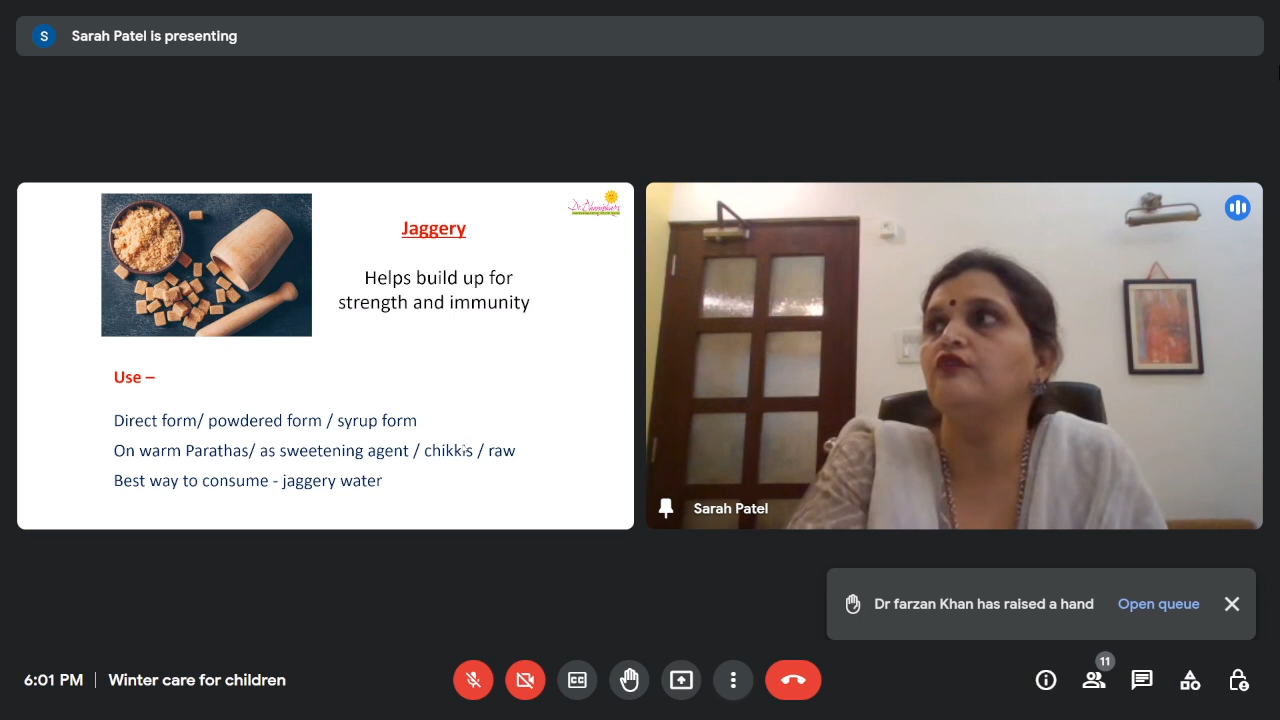 S
Sarah Patel is presenting
Jaggery
Helps build up for
strength and immunity
Use –
Direct form/ powdered form / syrup form
On warm Parathas/ as sweetening agent / chikkis / raw
Best way to consume - jaggery water
Sarah Patel
Dr farzan Khan has raised a hand
Open queue
11
6:01 PM
Winter care for children
CC